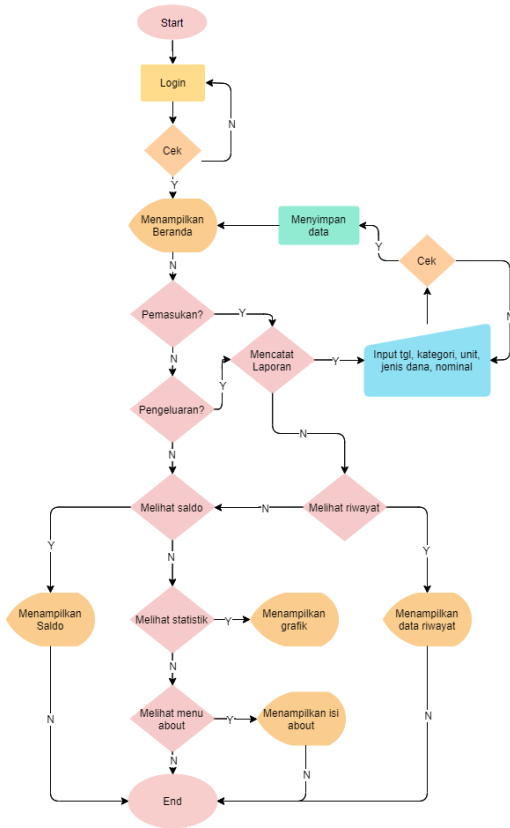 Start
Login
N
Cek
Y
Menampilkan
Beranda
Menyimpan
data
Y
Cek
N
N
Pemasukan?
Y
Mencatat
Laporan
Y
Input tgl, kategori, unit,
jenis dana, nominal
N
Pengeluaran?
Y
N
N
Melihat saldo
N
Melihat riwayat
Y
N
Y
Menampilkan
Saldo
Melihat statistik
Y
Menampilkan
grafik
Menampilkan
data riwayat
N
Melihat menu
about
Y
Menampilkan isi
about
N
N
N
N
End